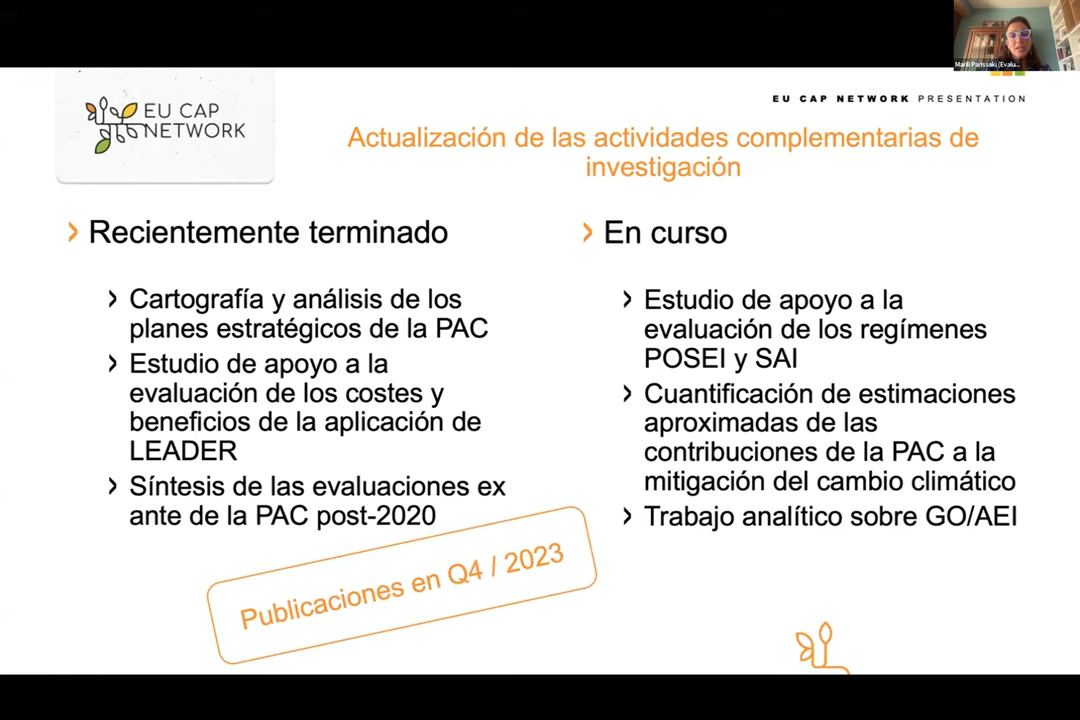 Marili Parissaki (Evalu...
EU CAP NETWORK PRESENTATION
EU CAP
NETWORK
Actualización de las actividades complementarias de
investigación
Recientemente terminado
Cartografía y análisis de los
planes estratégicos de la PAC
Estudio de apoyo a la
evaluación de los costes y
beneficios de la aplicación de
LEADER
Síntesis de las evaluaciones ex
ante de la PAC post-2020
Publicaciones en Q4 / 2023
En curso
Estudio de apoyo a la
evaluación de los regímenes
POSEI y SAI
Cuantificación de estimaciones
aproximadas de las
contribuciones de la PAC a la
mitigación del cambio climático
Trabajo analítico sobre GO/AEI